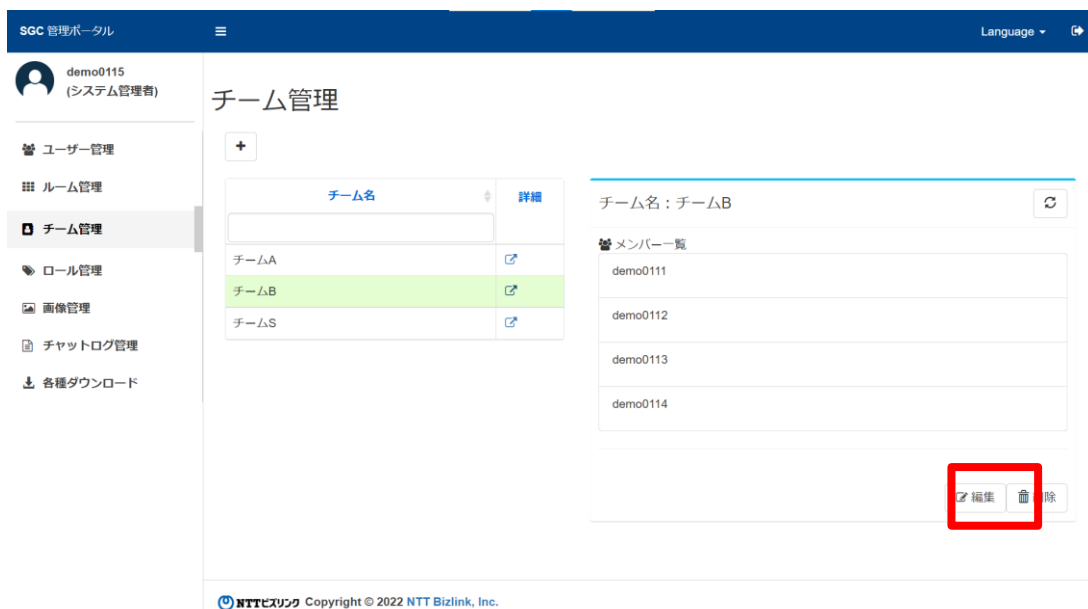 SGC 管理ポータル
Language
demo0115
(システム管理者)
ユーザー管理
ルーム管理
チーム管理
ロール管理
画像管理
チャットログ管理
各種ダウンロード
チーム管理
チーム名 詳細
チームA
チームB
チームS
チーム名：チームB
メンバー一覧
demo0111
demo0112
demo0113
demo0114
編集 削除
NTTビズリンク Copyright © 2022 NTT Bizlink, Inc.